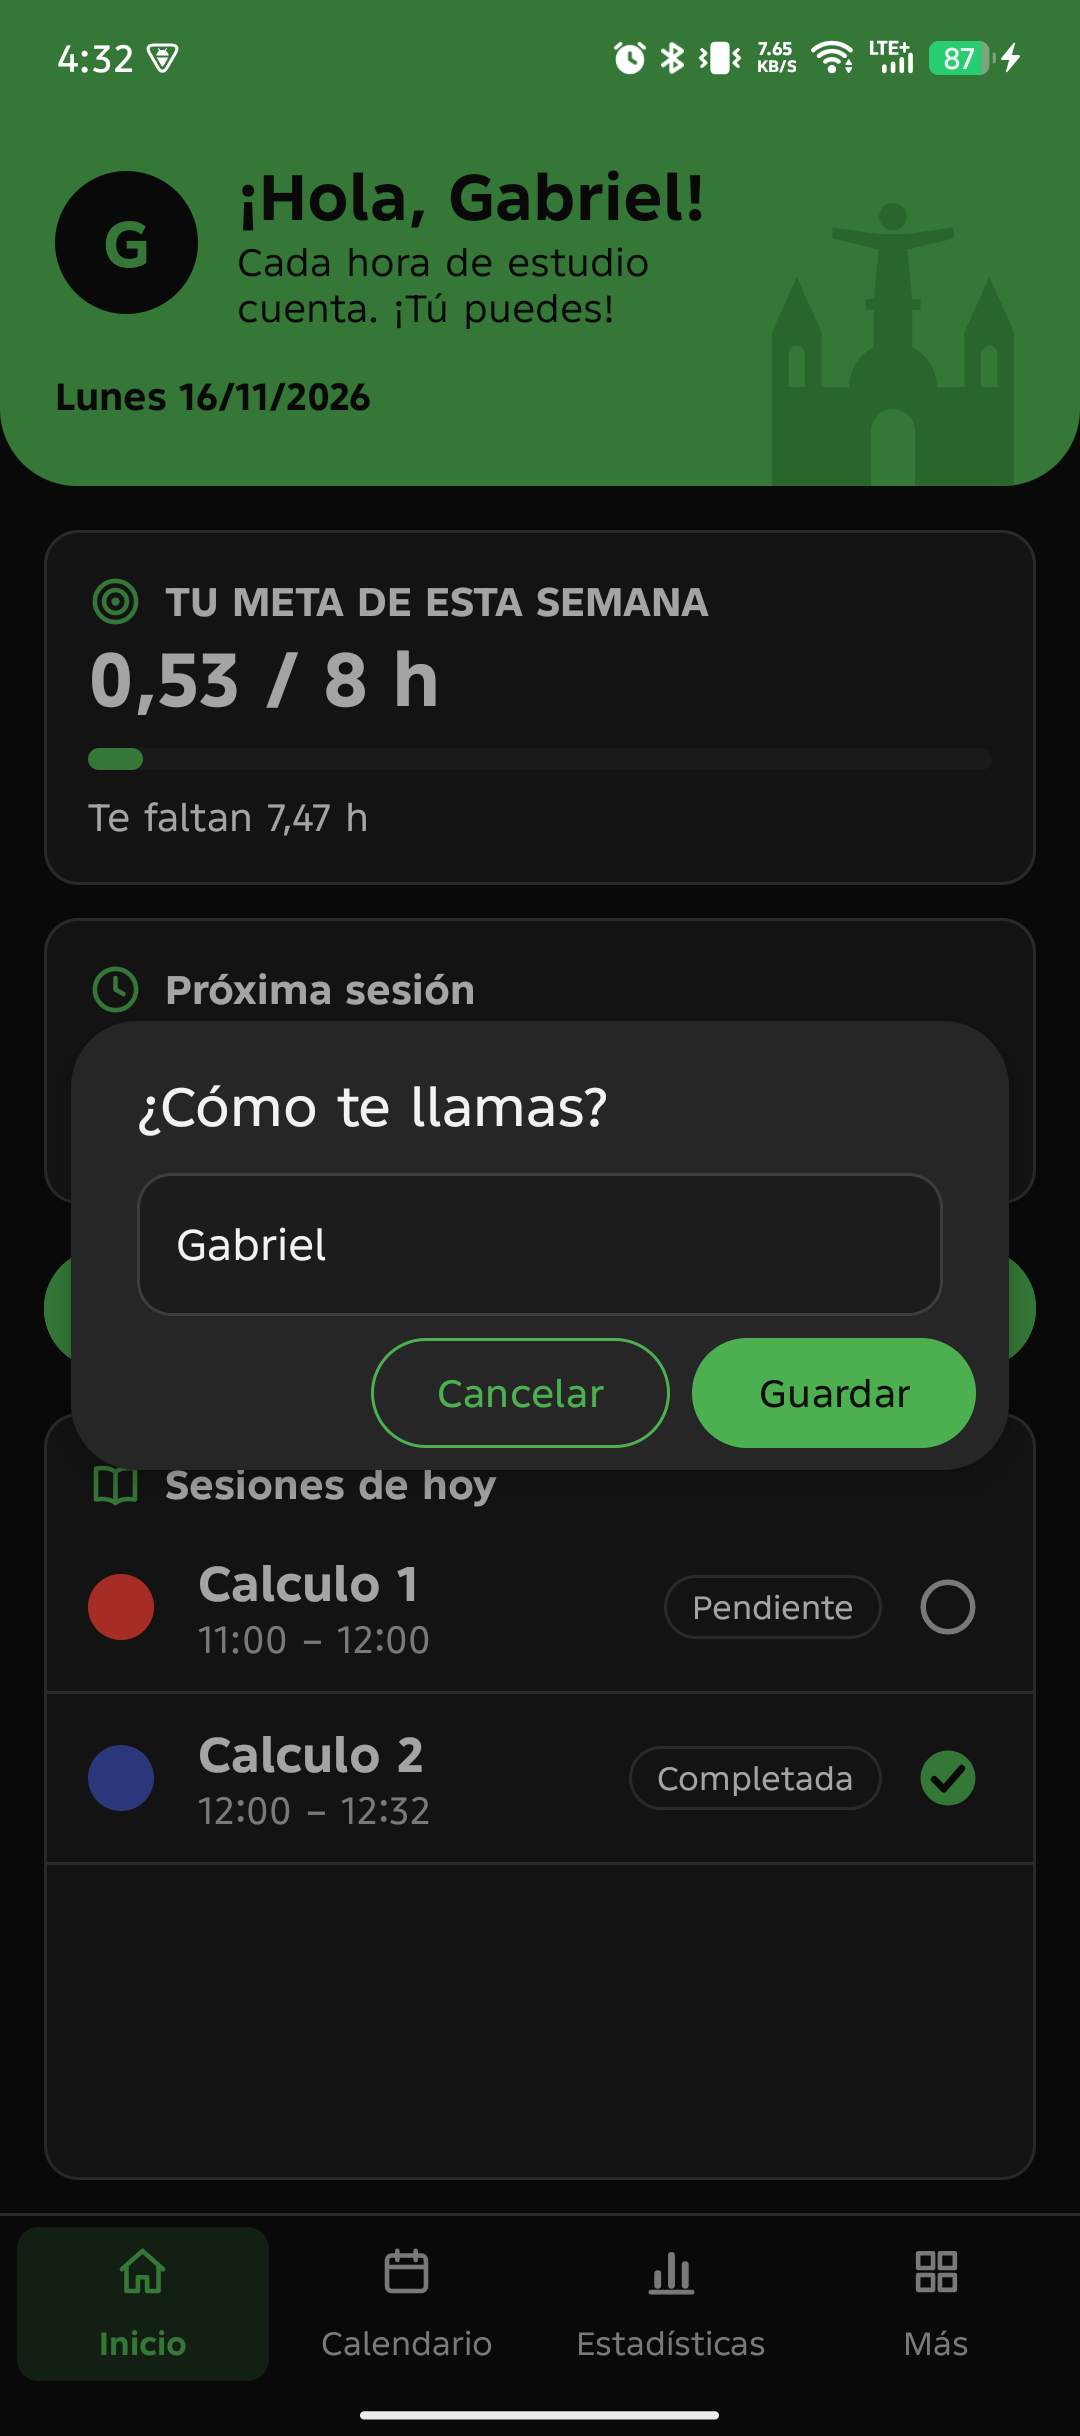 4:32
7.65
KB/S
LTE+
87
G
¡Hola, Gabriel!
Cada hora de estudio
cuenta. ¡Tú puedes!
Lunes 16/11/2026
TU META DE ESTA SEMANA
0,53 / 8 h
Te faltan 7,47 h
Próxima sesión
¿Cómo te llamas?
Gabriel
Cancelar
Guardar
Sesiones de hoy
Calculo 1
11:00 – 12:00
Pendiente
Calculo 2
12:00 – 12:32
Completada
Inicio
Calendario
Estadísticas
Más